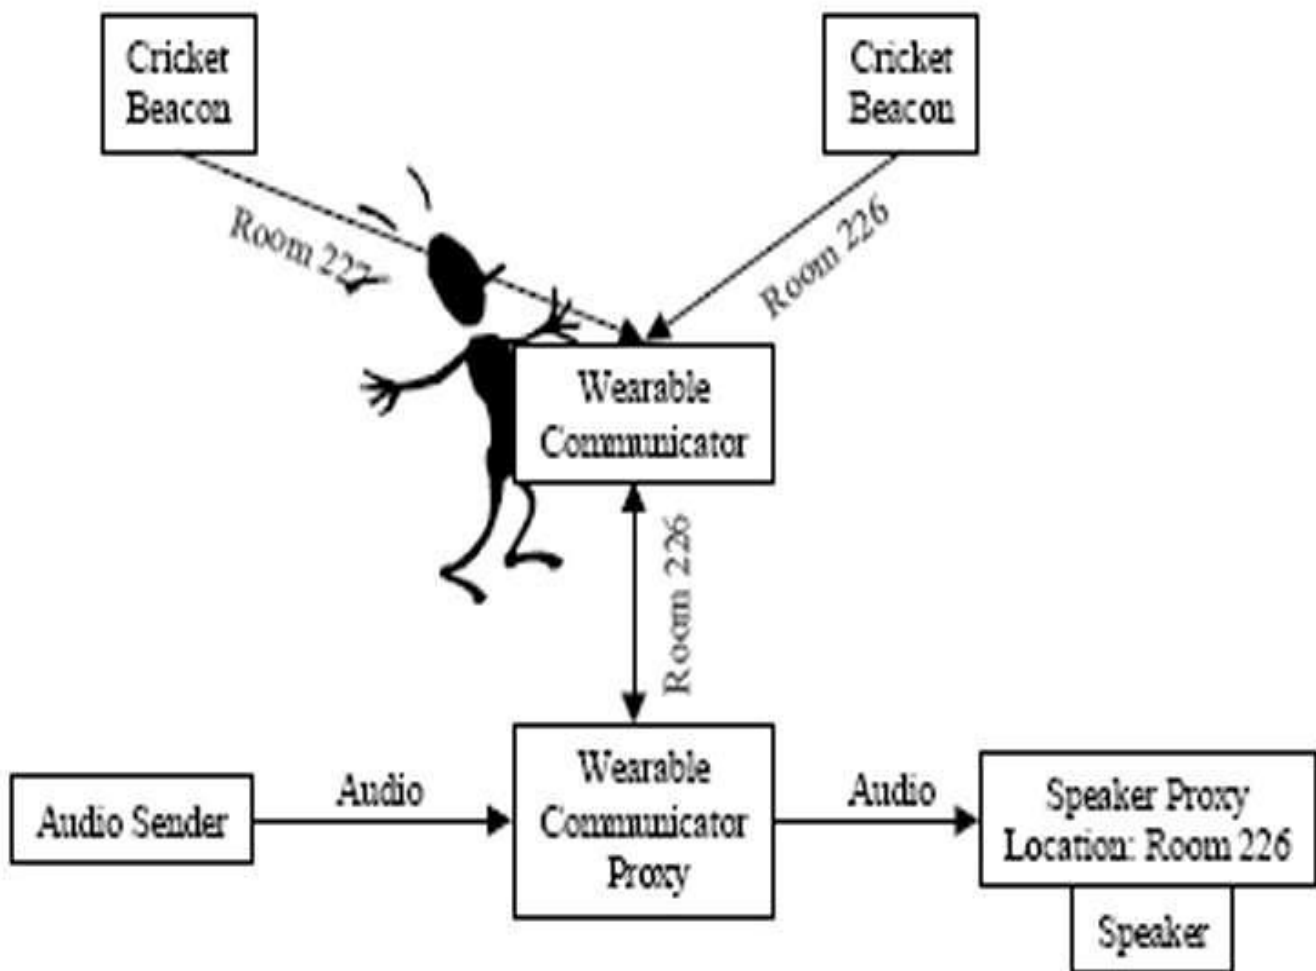 Cricket
Beacon
Cricket
Beacon
Room 227
Room 226
Wearable
Communicator
Room 226
Audio Sender
Audio
Wearable
Communicator
Proxy
Audio
Speaker Proxy
Location: Room 226
Speaker